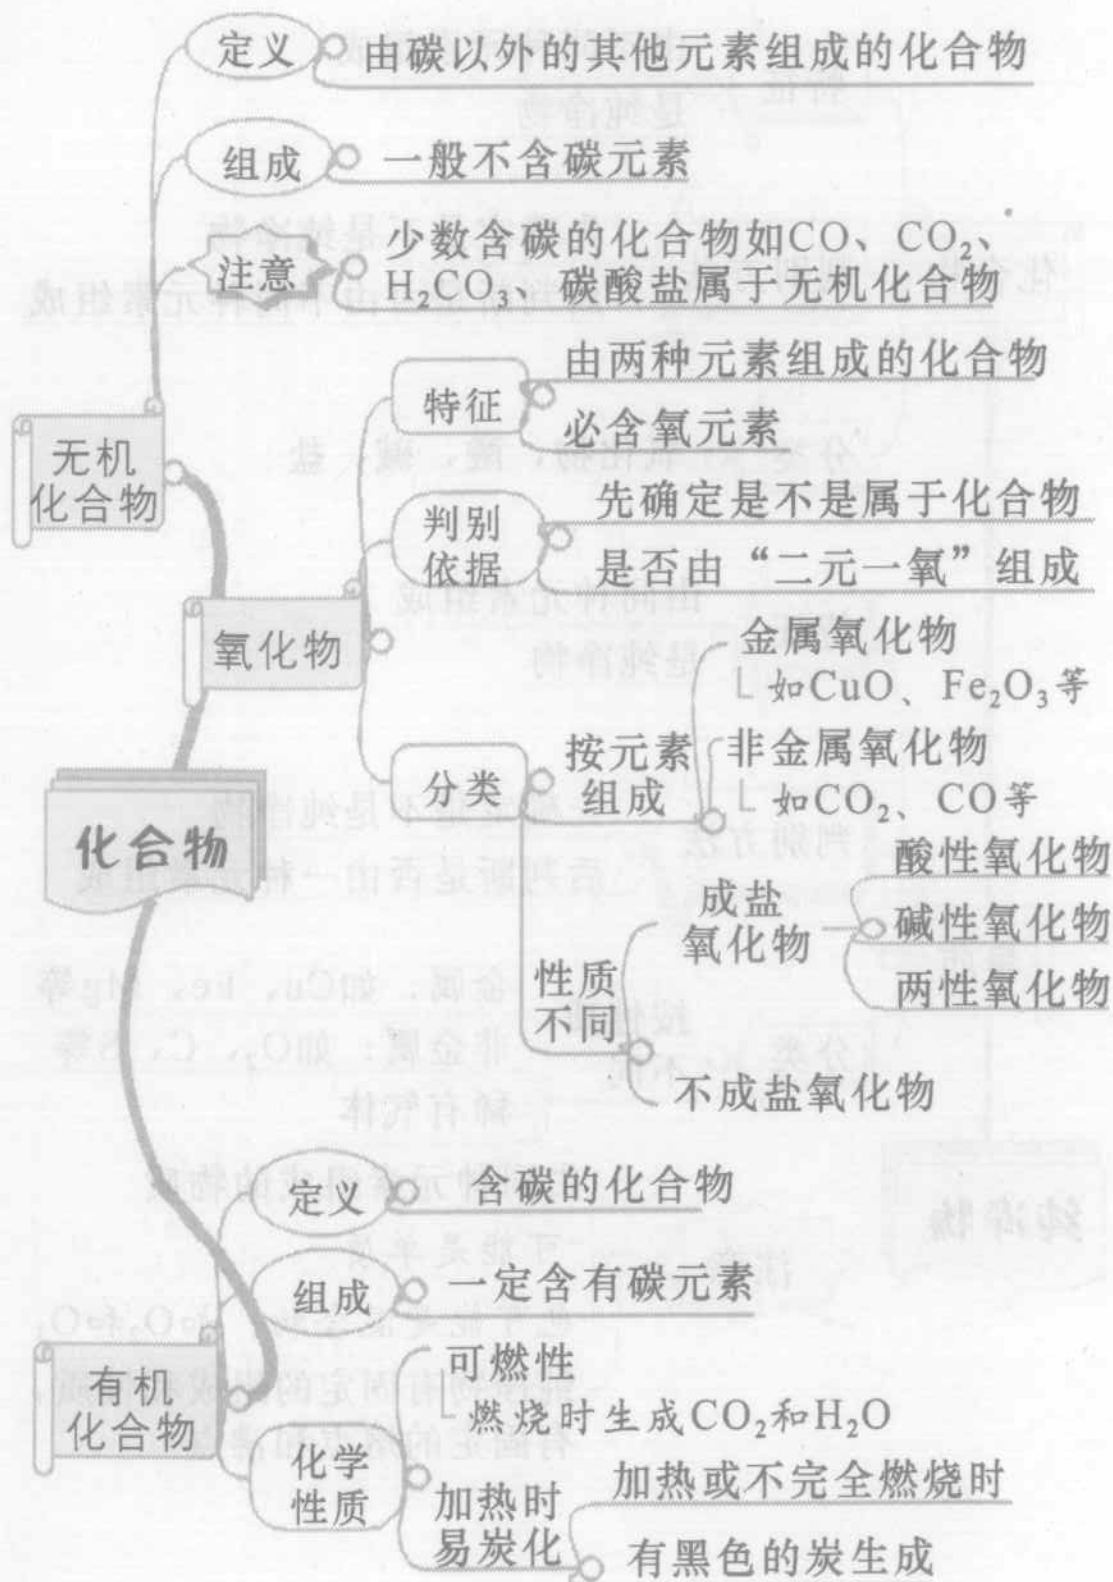 定义
由碳以外的其他元素组成的化合物
组成
一般不含碳元素
注意
少数含碳的化合物如CO、CO₂、
H₂CO₃、碳酸盐属于无机化合物
无机
化合物
特征
由两种元素组成的化合物
必含氧元素
判别
依据
先确定是不是属于化合物
是否由“二元一氧”组成
氧化物
分类
按元素
组成
金属氧化物
如CuO、Fe₂O₃等
非金属氧化物
如CO₂、CO等
性质
不同
成盐
氧化物
酸性氧化物
碱性氧化物
两性氧化物
不成盐氧化物
化合物
有机
化合物
定义
含碳的化合物
组成
一定含有碳元素
化学
性质
可燃性
燃烧时生成CO₂和H₂O
加热时
易炭化
加热或不完全燃烧时
有黑色的炭生成